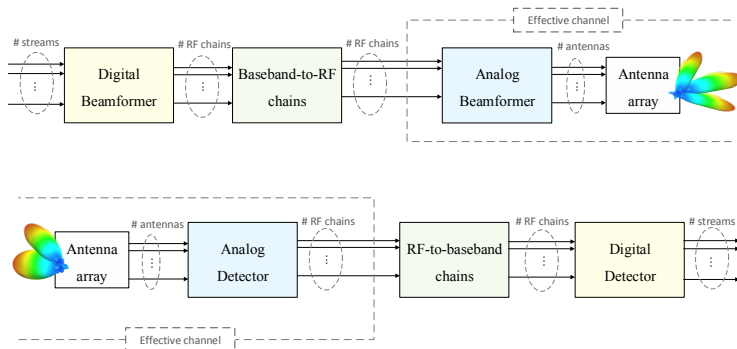 Effective channel
# streams
# RF chains
# RF chains
# antennas
Digital
Beamformer
Baseband-to-RF
chains
Analog
Beamformer
Antenna
array
# antennas
# RF chains
# RF chains
# streams
Antenna
array
Analog
Detector
RF-to-baseband
chains
Digital
Detector
Effective channel